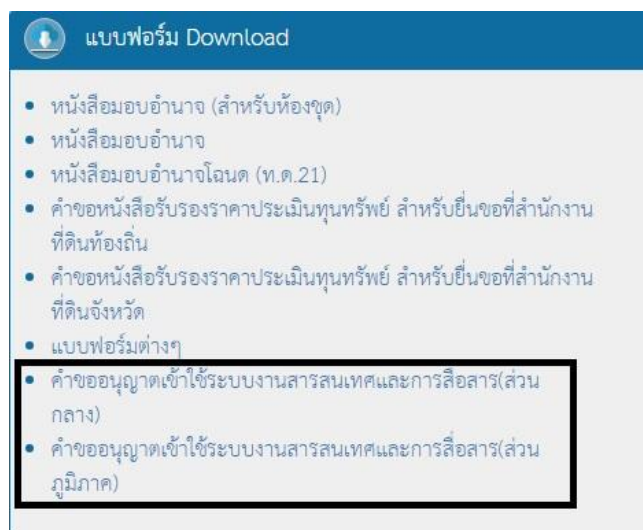 แบบฟอร์ม Download
หนังสือมอบอำนาจ (สำหรับห้องชุด)
หนังสือมอบอำนาจ
หนังสือมอบอำนาจโฉนด (ท.ด.21)
คำขอหนังสือรับรองราคาประเมินทุนทรัพย์ สำหรับยื่นขอที่สำนักงาน
ที่ดินท้องถิ่น
คำขอหนังสือรับรองราคาประเมินทุนทรัพย์ สำหรับยื่นขอที่สำนักงาน
ที่ดินจังหวัด
แบบฟอร์มต่างๆ
คำขออนุญาตเข้าใช้ระบบงานสารสนเทศและการสื่อสาร(ส่วน
กลาง)
คำขออนุญาตเข้าใช้ระบบงานสารสนเทศและการสื่อสาร(ส่วน
ภูมิภาค)